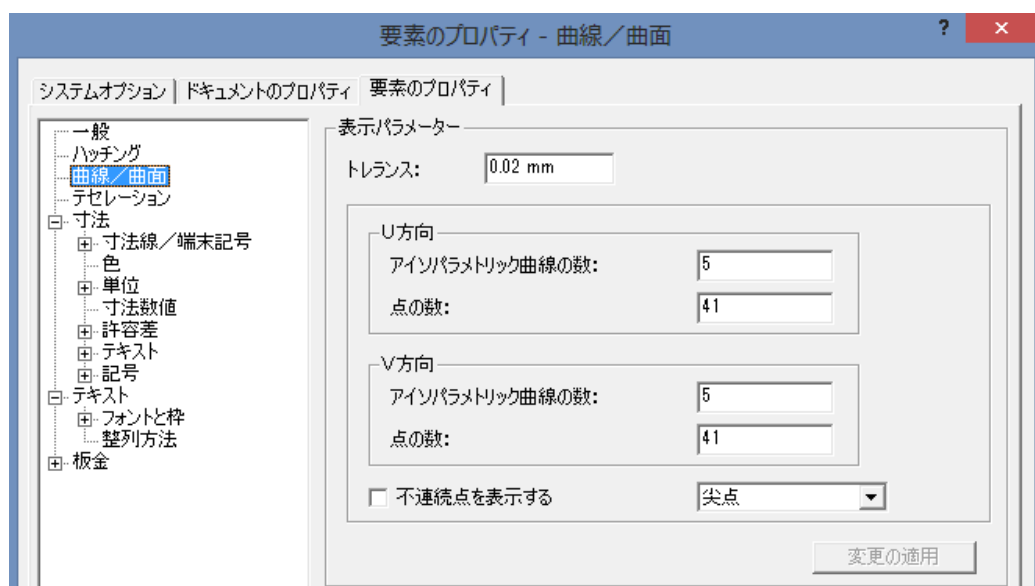 要素のプロパティ - 曲線／曲面
? ×
システムオプション ドキュメントのプロパティ 要素のプロパティ
一般
ハッチング
曲線／曲面
テセレーション
寸法
寸法線／端末記号
色
単位
寸法数値
許容差
テキスト
記号
テキスト
フォントと枠
整列方法
板金
表示パラメーター
トレランス: 0.02 mm
U方向
アイソパラメトリック曲線の数: 5
点の数: 41
V方向
アイソパラメトリック曲線の数: 5
点の数: 41
不連続点を表示する 尖点
変更の適用